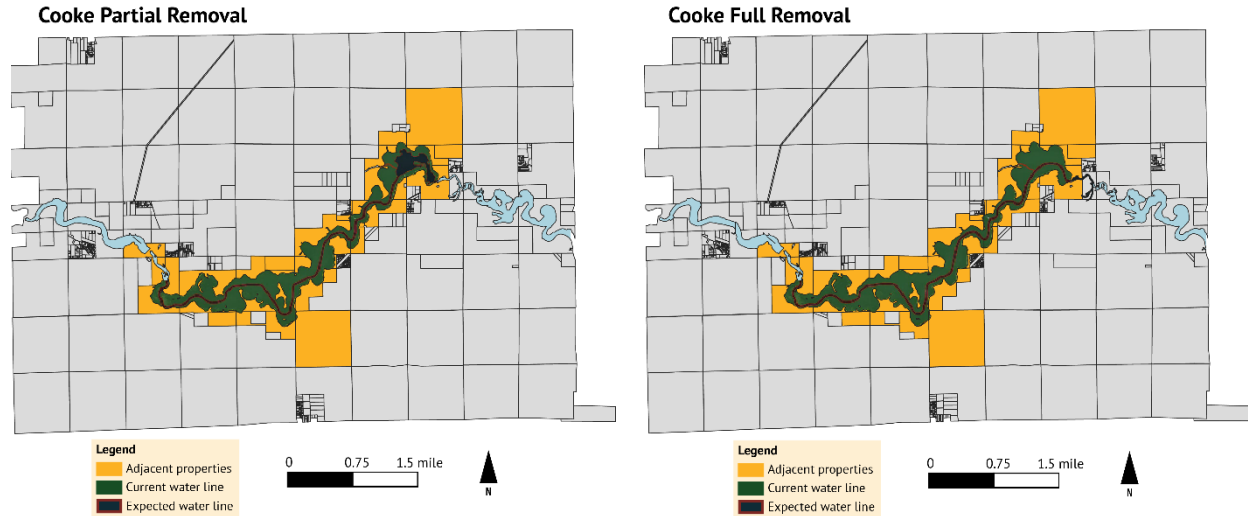 Cooke Partial Removal
Cooke Full Removal
Legend
Adjacent properties
Current water line
Expected water line
0 0.75 1.5 mile
N
Legend
Adjacent properties
Current water line
Expected water line
0 0.75 1.5 mile
N